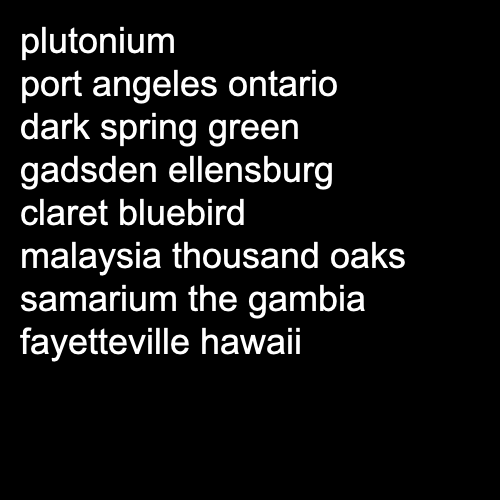 plutonium
port angeles ontario
dark spring green
gadsden ellensburg
claret bluebird
malaysia thousand oaks
samarium the gambia
fayetteville hawaii